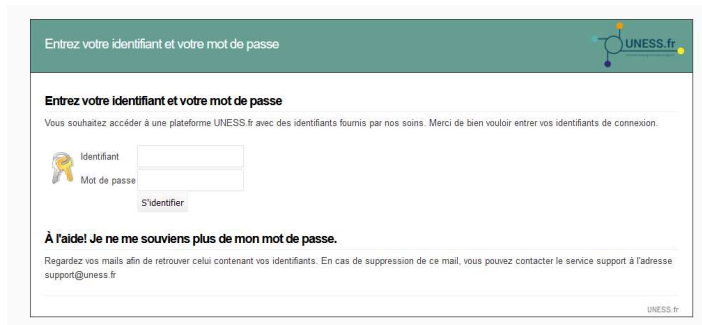 Entrez votre identifiant et votre mot de passe
UNESS.fr
Entrez votre identifiant et votre mot de passe
Vous souhaitez accéder à une plateforme UNESS.fr avec des identifiants fournis par nos soins. Merci de bien vouloir entrer vos identifiants de connexion.
Identifiant
Mot de passe
S'identifier
À l'aide! Je ne me souviens plus de mon mot de passe.
Regardez vos mails afin de retrouver celui contenant vos identifiants. En cas de suppression de ce mail, vous pouvez contacter le service support à l'adresse
support@uness.fr
UNESS.fr